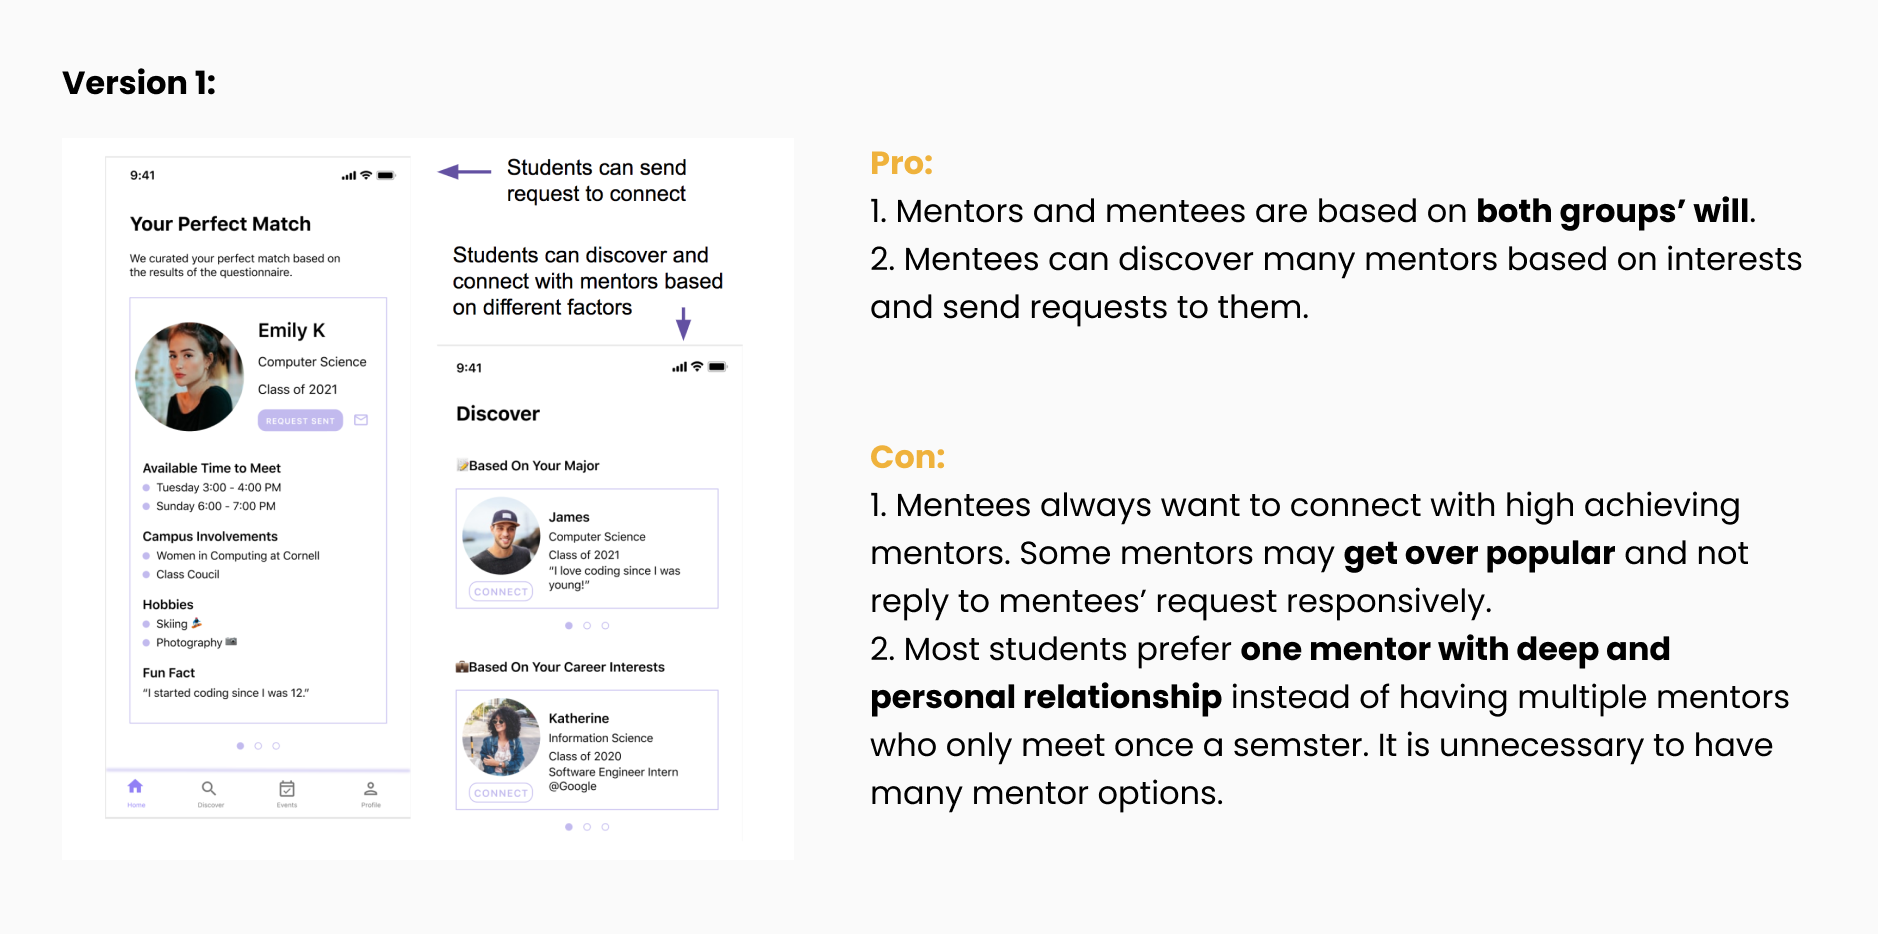 Version 1:
9:41
Your Perfect Match
We curated your perfect match based on
the results of the questionnaire.
Emily K
Computer Science
Class of 2021
REQUEST SENT
Available Time to Meet
Tuesday 3:00 - 4:00 PM
Sunday 6:00 - 7:00 PM
Campus Involvements
Women in Computing at Cornell
Class Coucil
Hobbies
Skiing
Photography
Fun Fact
“I started coding since I was 12.”
Home
Discover
Events
Profile
Students can send
request to connect
Students can discover and
connect with mentors based
on different factors
9:41
Discover
Based On Your Major
James
Computer Science
Class of 2021
“I love coding since I was
young!”
CONNECT
Based On Your Career Interests
Katherine
Information Science
Class of 2020
Software Engineer Intern
@Google
CONNECT
Pro:
1. Mentors and mentees are based on both groups’ will.
2. Mentees can discover many mentors based on interests
and send requests to them.
Con:
1. Mentees always want to connect with high achieving
mentors. Some mentors may get over popular and not
reply to mentees’ request responsively.
2. Most students prefer one mentor with deep and
personal relationship instead of having multiple mentors
who only meet once a semster. It is unnecessary to have
many mentor options.